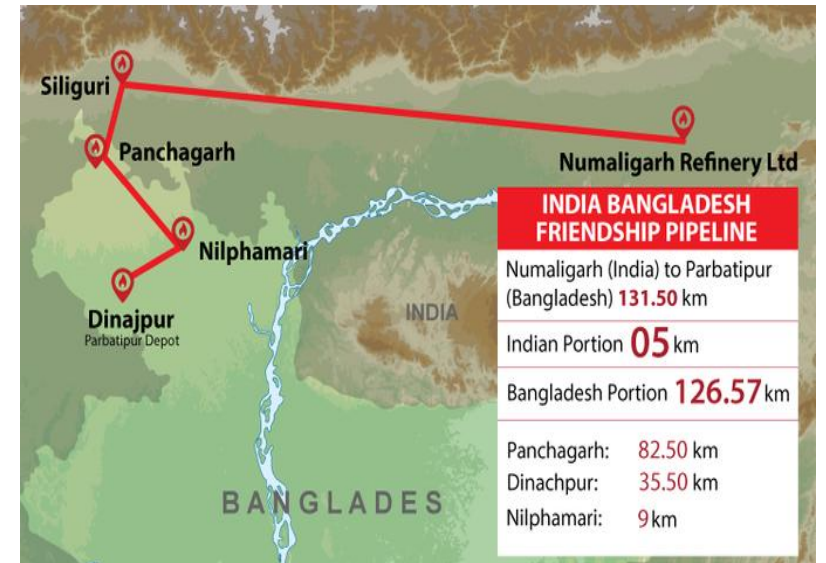 Siliguri
Panchagarh
Numaligarh Refinery Ltd
Nilphamari
Dinajpur
Parbatipur Depot
INDIA
BANGLADES
INDIA BANGLADESH
FRIENDSHIP PIPELINE
Numaligarh (India) to Parbatipur
(Bangladesh) 131.50 km
Indian Portion 05 km
Bangladesh Portion 126.57 km
Panchagarh: 82.50 km
Dinachpur: 35.50 km
Nilphamari: 9 km